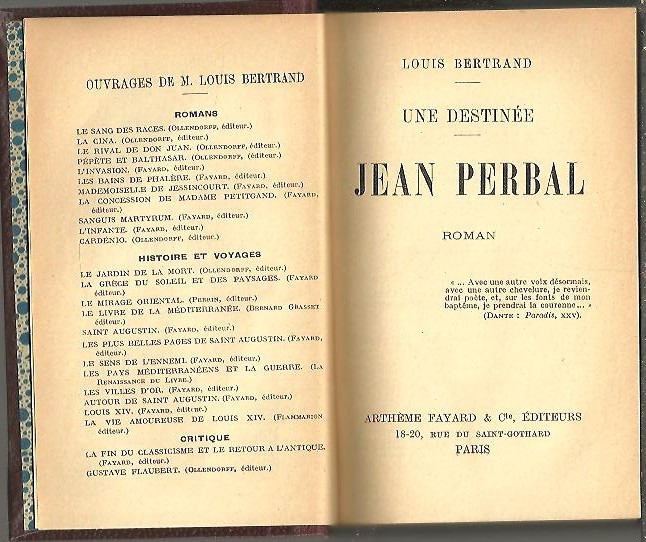 OUVRAGES DE M. LOUIS BERTRAND
ROMANS
LE SANG DES RACES. (OLLENDORFF, éditeur.)
LA CINA. (OLLENDORFF, éditeur.)
LE RIVAL DE DON JUAN. (OLLENDORFF, éditeur.)
PÉPÈTE ET BALTHASAR. (OLLENDORFF, éditeur.)
L'INVASION. (FAYARD, éditeur.)
LES BAINS DE PHALÈRE. (FAYARD, éditeur.)
MADEMOISELLE DE JESSINCOURT. (FAYARD, éditeur.)
LA CONCESSION DE MADAME PETITGAND. (FAYARD,
éditeur.)
SANGUIS MARTYRUM. (FAYARD, éditeur.)
L'INFANTE. (FAYARD, éditeur.)
CARDÉNIO. (OLLENDORFF, éditeur.)
HISTOIRE ET VOYAGES
LE JARDIN DE LA MORT. (OLLENDORFF, éditeur.)
LA GRÈCE DU SOLEIL ET DES PAYSAGES. (FAYARD
éditeur.)
LE MIRAGE ORIENTAL. (PERRIN, éditeur.)
LE LIVRE DE LA MÉDITERRANÉE. (BERNARD GRASSET
éditeur.)
SAINT AUGUSTIN. (FAYARD, éditeur.)
LES PLUS BELLES PAGES DE SAINT AUGUSTIN. (FAYARD,
éditeur.)
LE SENS DE L'ENNEMI. (FAYARD, éditeur.)
LES PAYS MÉDITERRANÉENS ET LA GUERRE. (LA
RENAISSANCE DU LIVRE.)
LES VILLES D'OR. (FAYARD, éditeur.)
AUTOUR DE SAINT AUGUSTIN. (FAYARD, éditeur.)
LOUIS XIV. (FAYARD, éditeur.)
LA VIE AMOUREUSE DE LOUIS XIV. (FLAMMARION
éditeur.)
CRITIQUE
LA FIN DU CLASSICISME ET LE RETOUR A L'ANTIQUE.
(FAYARD, éditeur.)
GUSTAVE FLAUBERT. (OLLENDORFF, éditeur.)
LOUIS BERTRAND
UNE DESTINÉE
JEAN PERBAL
ROMAN
« ... Avec une autre voix désormais,
avec une autre chevelure, je revien-
drai poète, et, sur les fonts de mon
baptême, je prendrai la couronne... »
(DANTE : Paradis, XXV).
ARTHÈME FAYARD & Cie, ÉDITEURS
18-20, RUE DU SAINT-GOTHARD
PARIS